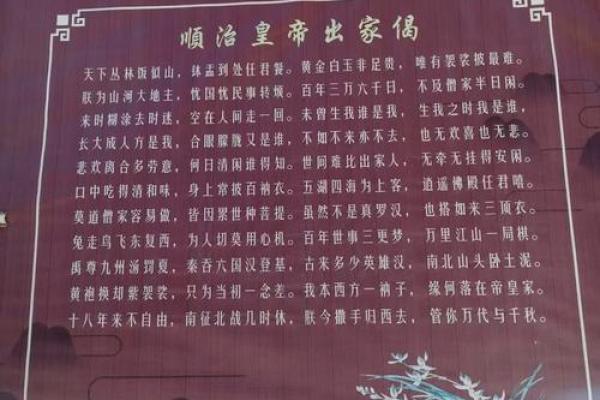 順治皇帝出家偈
天下丛林饭似山，钵盂到处任君餐。黄金白玉非足贵，唯有袈裟披最难。
朕为山河大地主，忧国忧民事转烦。百年三万六千日，不及僧家半日闲。
来时糊涂去时迷，空在人间走一回。未曾生我谁是我，生我之时我是谁，
长大成人方是我，合眼朦胧又是谁，不如不来亦不去，也无欢喜也无悲。
悲欢离合多劳意，何日清闲谁得知。世间难比出家人，无牵无挂得安闲。
口中吃得清和味，身上常披百衲衣。五湖四海为上客，逍遥佛殿任君嘻。
莫道僧家容易做，皆因累世种菩提。虽然不是真罗汉，也搭如来三顶衣。
兔走鸟飞东复西，为人切莫用心机。百年世事三更梦，万里江山一局棋。
禹尊九州汤罚夏，秦吞六国汉登基，古来多少英雄汉，南北山头卧土泥。
黄袍换却紫袈裟，只为当初一念差。我本西方一衲子，缘何落在帝皇家。
十八年来不自由，南征北战几时休，朕今撒手归西去，管你万代与千秋。